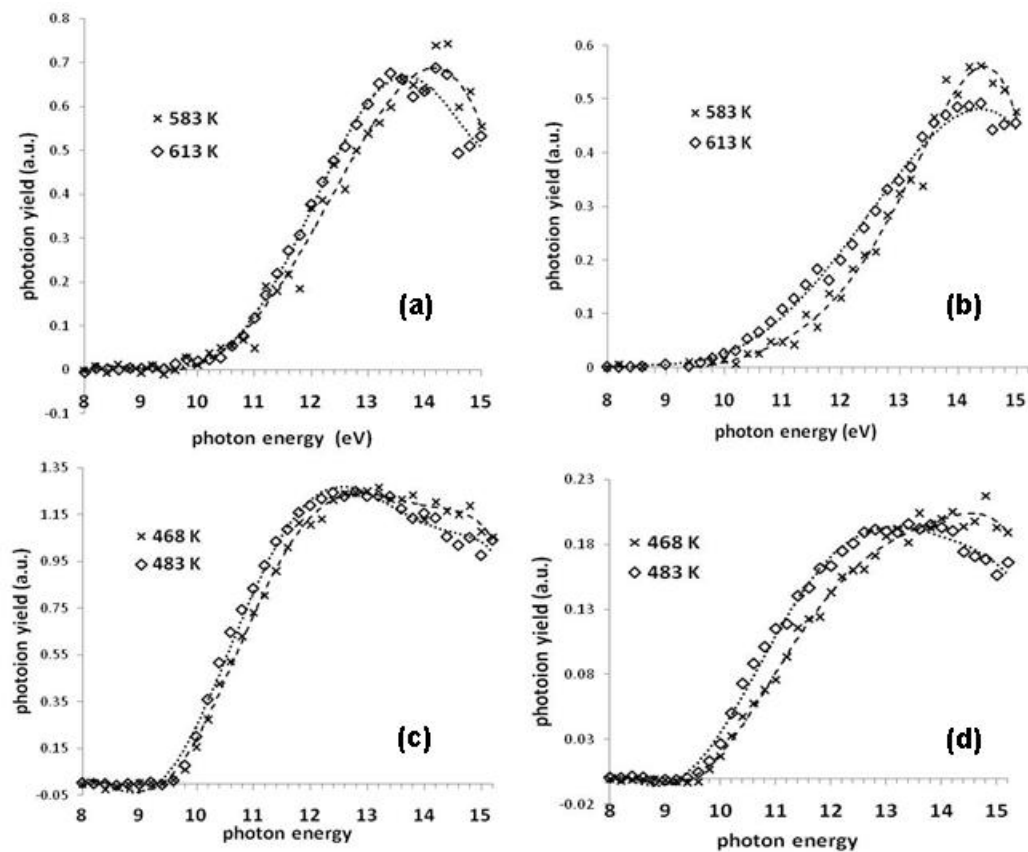 0.8
0.7
0.6
0.5
0.4
0.3
0.2
0.1
0
-0.1
photoion yield (a.u.)
583 K
613 K
(a)
8 9 10 11 12 13 14 15
photon energy (eV)
0.6
0.5
0.4
0.3
0.2
0.1
0
photoion yield (a.u.)
583 K
613 K
(b)
8 9 10 11 12 13 14 15
photon energy (eV)
1.35
1.15
0.95
0.75
0.55
0.35
0.15
-0.05
photoion yield (a.u.)
468 K
483 K
(c)
8 9 10 11 12 13 14 15
photon energy
0.23
0.18
0.13
0.08
0.03
-0.02
photoion yield (a.u.)
468 K
483 K
(d)
8 9 10 11 12 13 14 15
photon energy